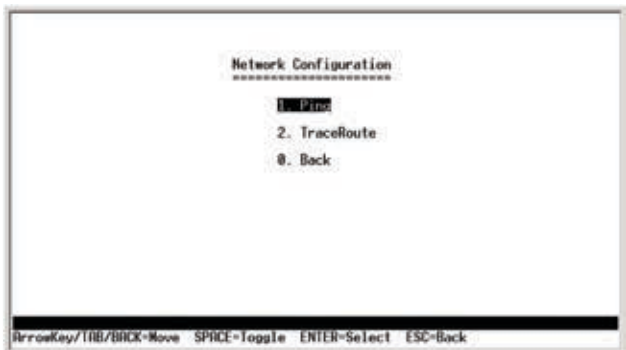 Network Configuration
=====================
1. Ping
2. TraceRoute
0. Back
ArrowKey/TAB/BACK=Move SPACE=Toggle ENTER=Select ESC=Back